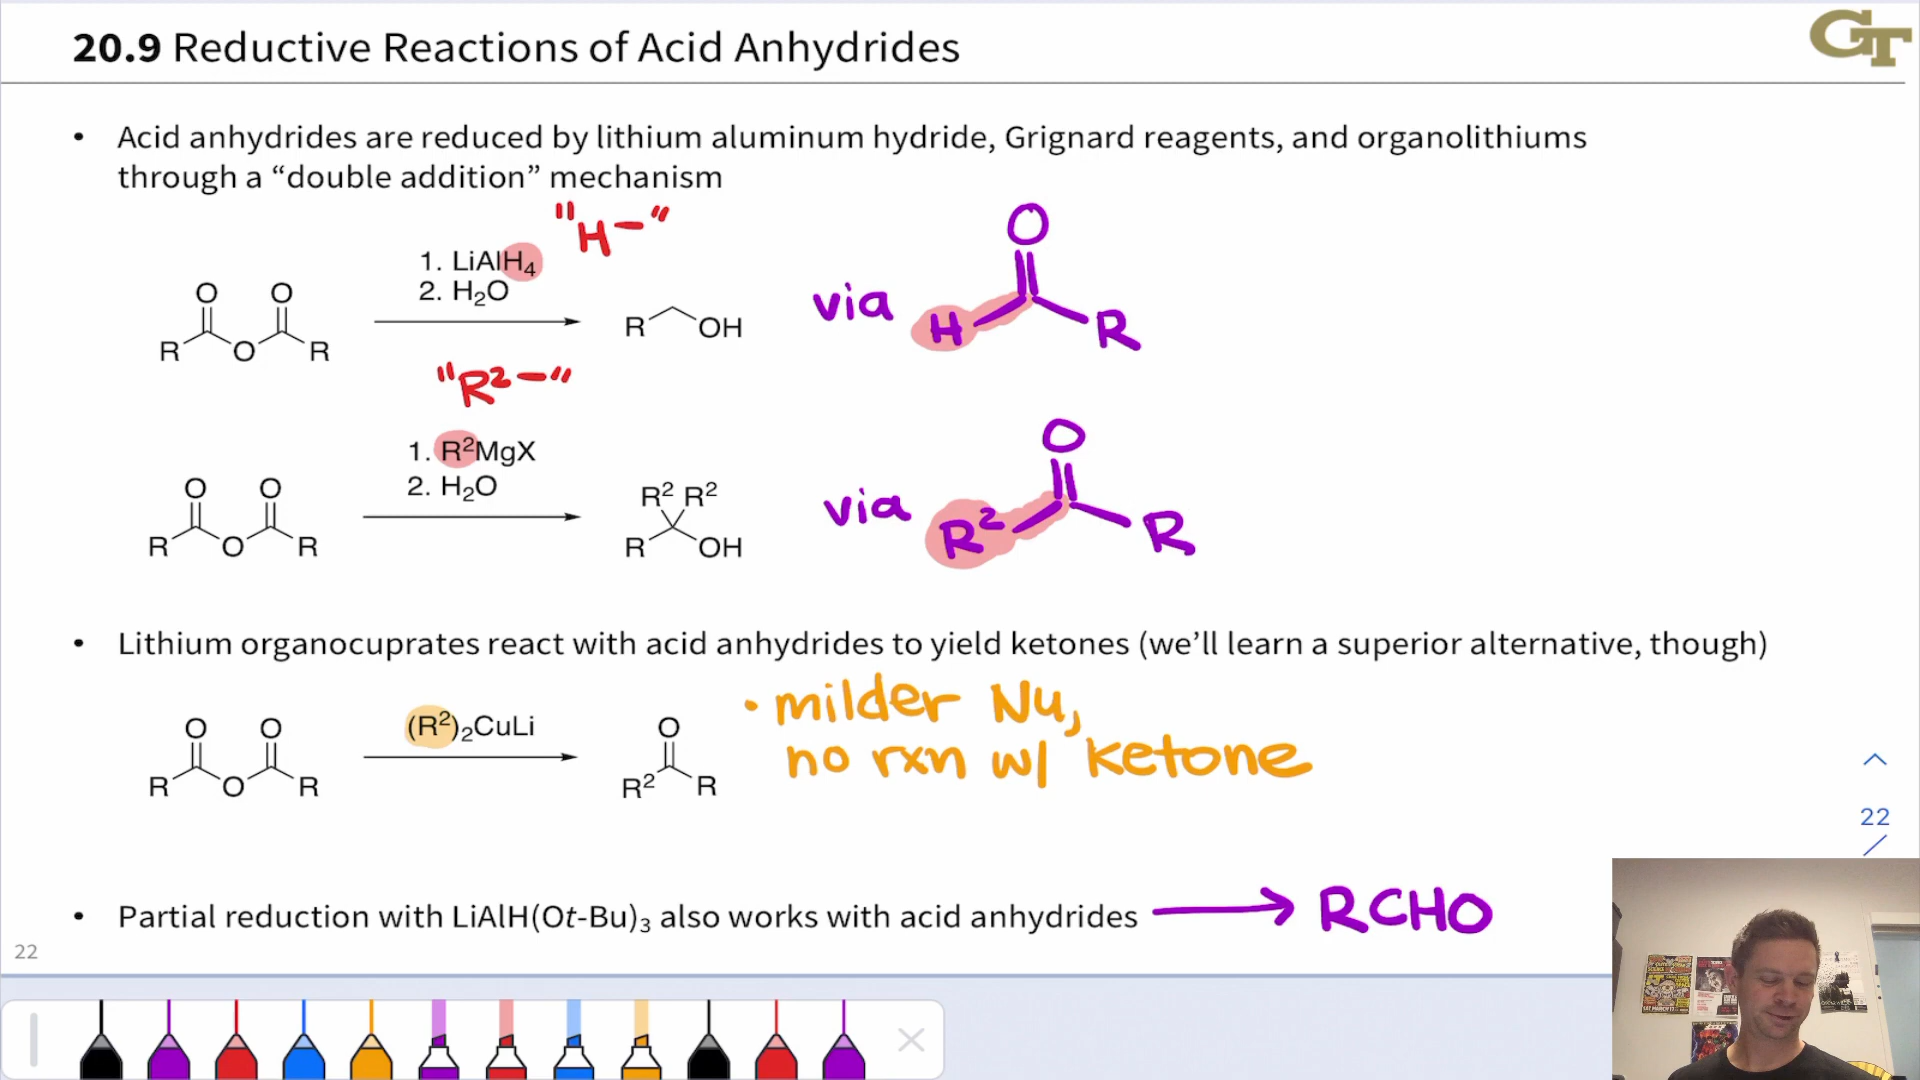 20.9 Reductive Reactions of Acid Anhydrides
GT
• Acid anhydrides are reduced by lithium aluminum hydride, Grignard reagents, and organolithiums
through a “double addition” mechanism
"H−"
1. LiAlH₄
2. H₂O
O O
R O R
R OH
via
O
H R
"R²−"
1. R²MgX
2. H₂O
O O
R O R
R² R²
R OH
via
O
R² R
• Lithium organocuprates react with acid anhydrides to yield ketones (we’ll learn a superior alternative, though)
(R²)₂CuLi
O O
R O R
O
R² R
• milder Nu,
no rxn w/ ketone
• Partial reduction with LiAlH(Ot-Bu)₃ also works with acid anhydrides → RCHO
22
22
/